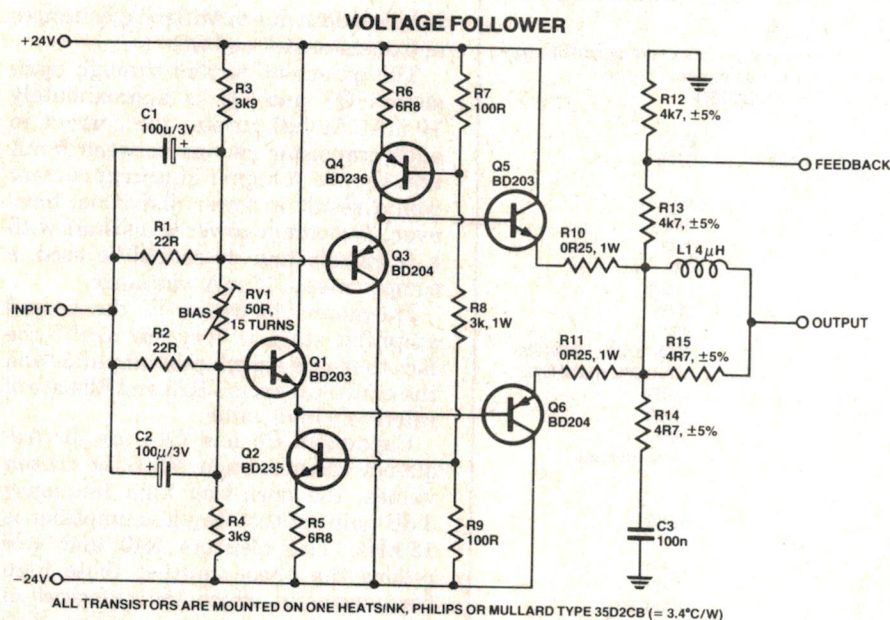 VOLTAGE FOLLOWER
+24V
R3
3k9
C1
100u/3V
+
R1
22R
INPUT
BIAS
RV1
50R,
15 TURNS
R2
22R
C2
100μ/3V
+
R4
3k9
-24V
R6
6R8
Q4
BD236
Q3
BD204
Q1
BD203
Q2
BD235
R5
6R8
R7
100R
R8
3k, 1W
R9
100R
Q5
BD203
R10
0R25, 1W
R11
0R25, 1W
Q6
BD204
R12
4k7, ±5%
FEEDBACK
R13
4k7, ±5%
L1 4μH
OUTPUT
R15
4R7, ±5%
R14
4R7, ±5%
C3
100n
ALL TRANSISTORS ARE MOUNTED ON ONE HEATSINK, PHILIPS OR MULLARD TYPE 35D2CB (= 3.4°C/W)